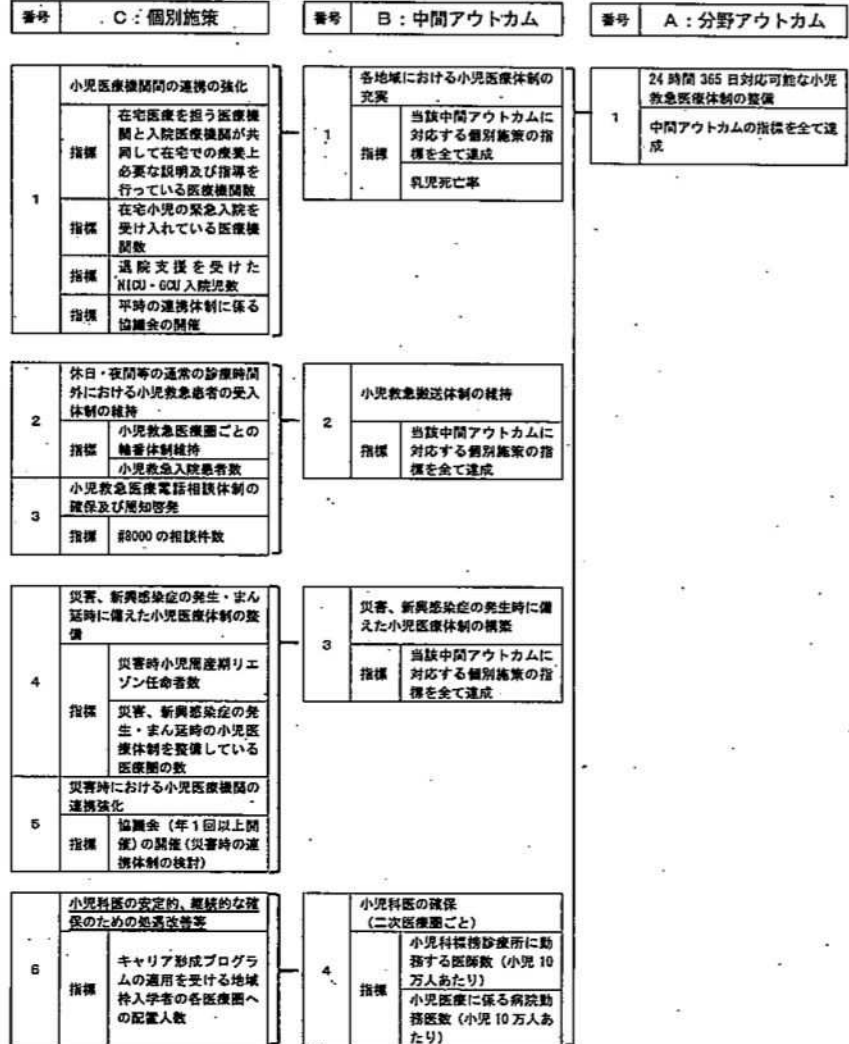 番号
C:個別施策
番号
B:中間アウトカム
番号
A:分野アウトカム
1
小児医療機関間の連携の強化
指標
在宅医療を担う医療機
関と入院医療機関が共
同して在宅での療養上
必要な説明及び指導を
行っている医療機関数
指標
在宅小児の緊急入院を
受け入れている医療機
関数
指標
退院支援を受けた
NICU・GCU入院児数
指標
平時の連携体制に係る
協議会の開催
1
各地域における小児医療体制の
充実
指標
当該中間アウトカムに
対応する個別施策の指
標を全て達成
乳児死亡率
1
24時間365日対応可能な小児
救急医療体制の整備
中間アウトカムの指標を全て達
成
2
休日・夜間等の通常の診療時間
外における小児救急患者の受入
体制の維持
指標
小児救急医療圏ごとの
輪番体制維持
小児救急入院患者数
3
小児救急医療電話相談体制の
確保及び周知啓発
指標
#8000の相談件数
2
小児救急搬送体制の維持
指標
当該中間アウトカムに
対応する個別施策の指
標を全て達成
4
災害、新興感染症の発生・まん
延時に備えた小児医療体制の整
備
指標
災害時小児周産期リエ
ゾン任命者数
災害、新興感染症の発
生・まん延時の小児医
療体制を整備している
医療圏の数
5
災害時における小児医療機関の
連携強化
指標
協議会(年1回以上開
催)の開催(災害時の連
携体制の検討)
3
災害、新興感染症の発生時に備
えた小児医療体制の構築
指標
当該中間アウトカムに
対応する個別施策の指
標を全て達成
6
小児科医の安定的、継続的な確
保のための処遇改善等
指標
キャリア形成プログラ
ムの適用を受ける地域
枠入学者の各医療圏へ
の配置人数
4
小児科医の確保
(二次医療圏ごと)
指標
小児科標榜診療所に勤
務する医師数(小児10
万人あたり)
小児医療に係る病院勤
務医数(小児10万人あ
たり)